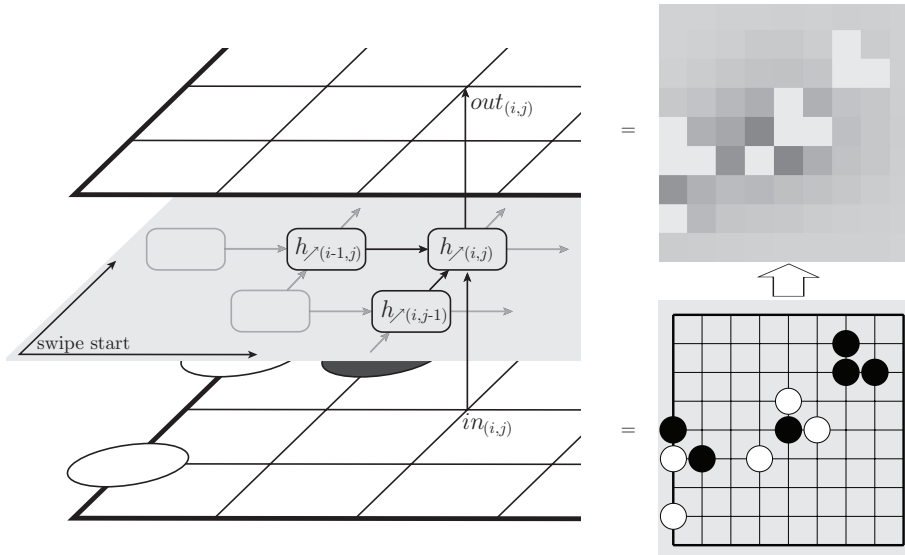 out(i,j)
=
h↗(i-1,j)
h↗(i,j)
h↗(i,j-1)
swipe start
in(i,j)
=